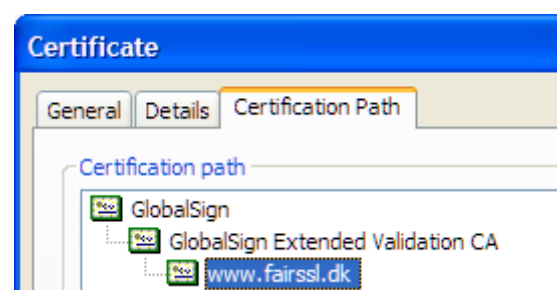 Certificate
General Details Certification Path
Certification path
GlobalSign
GlobalSign Extended Validation CA
www.fairssl.dk